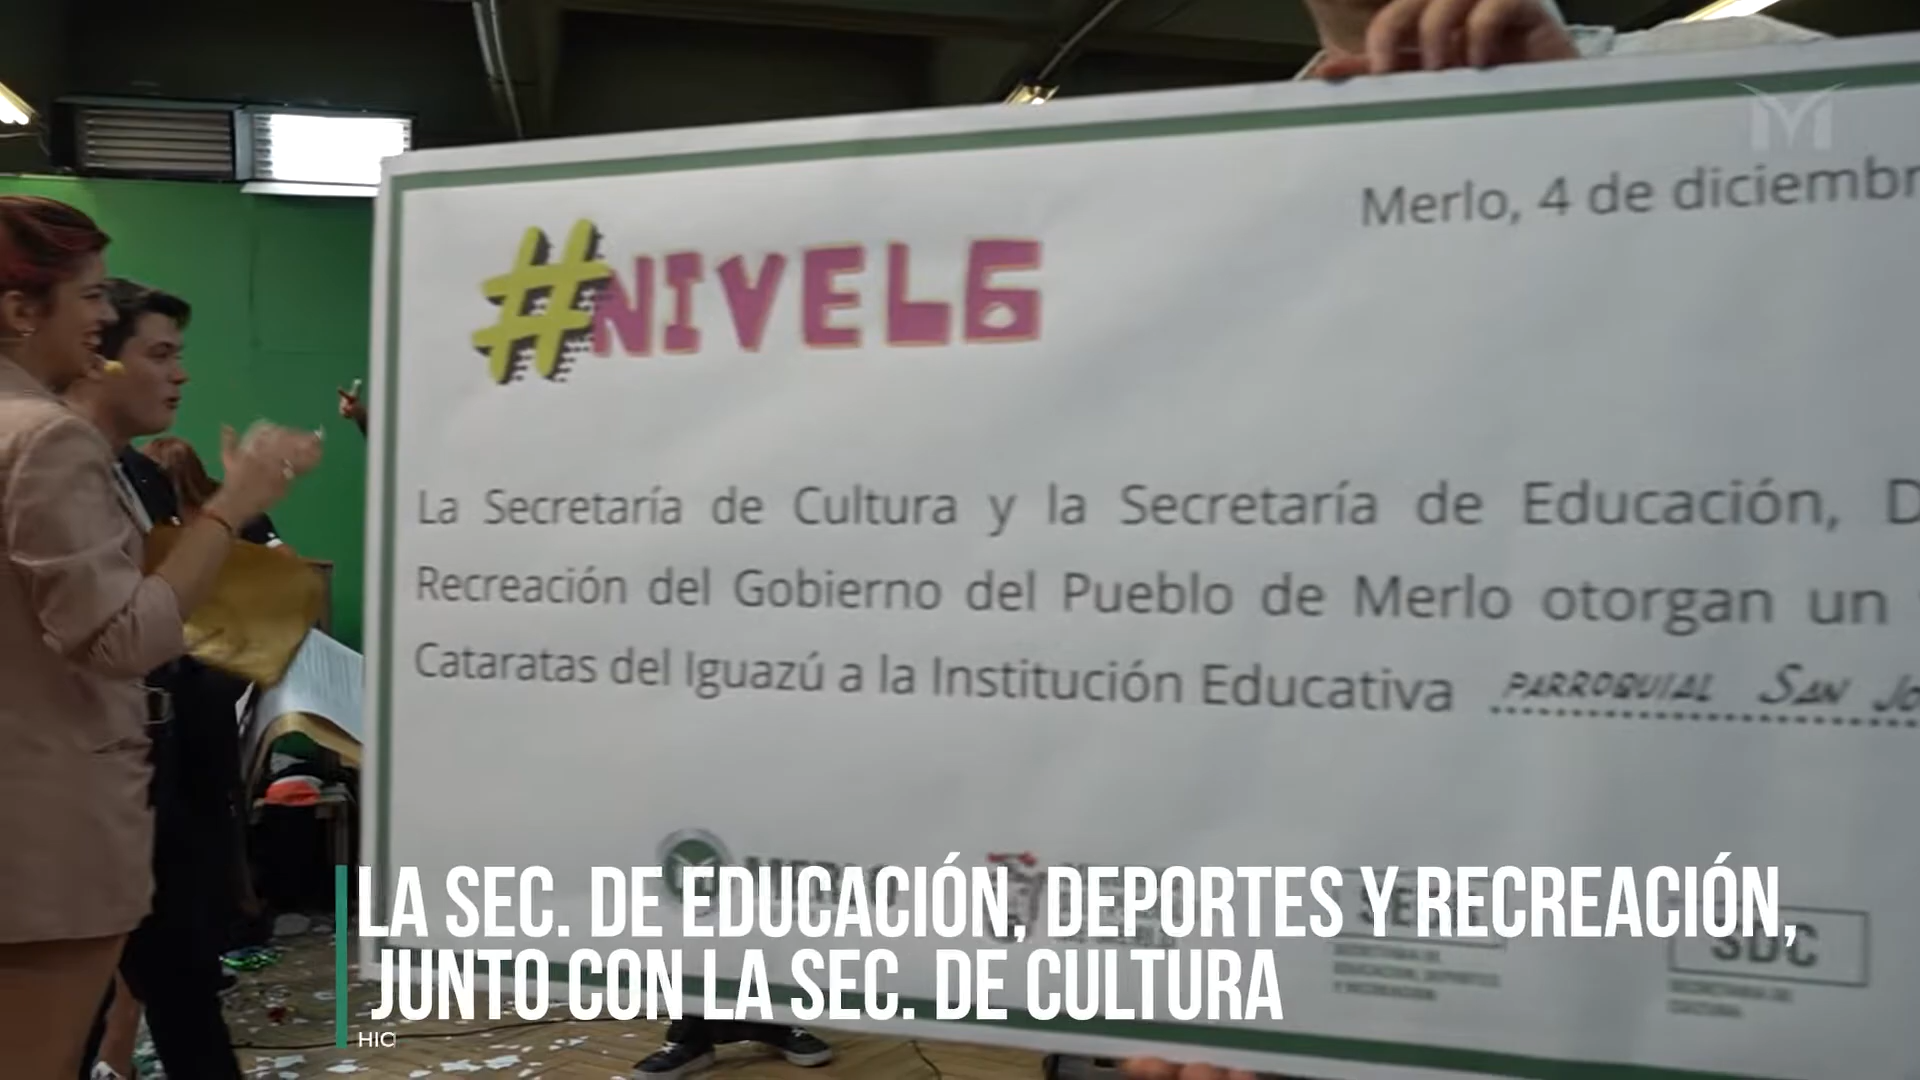 Merlo, 4 de diciembr
#NIVEL6
La Secretaría de Cultura y la Secretaría de Educación, D
Recreación del Gobierno del Pueblo de Merlo otorgan un
Cataratas del Iguazú a la Institución Educativa PARROQUIAL SAN JO
LA SEC. DE EDUCACIÓN, DEPORTES Y RECREACIÓN,
JUNTO CON LA SEC. DE CULTURA
HIC
SDC